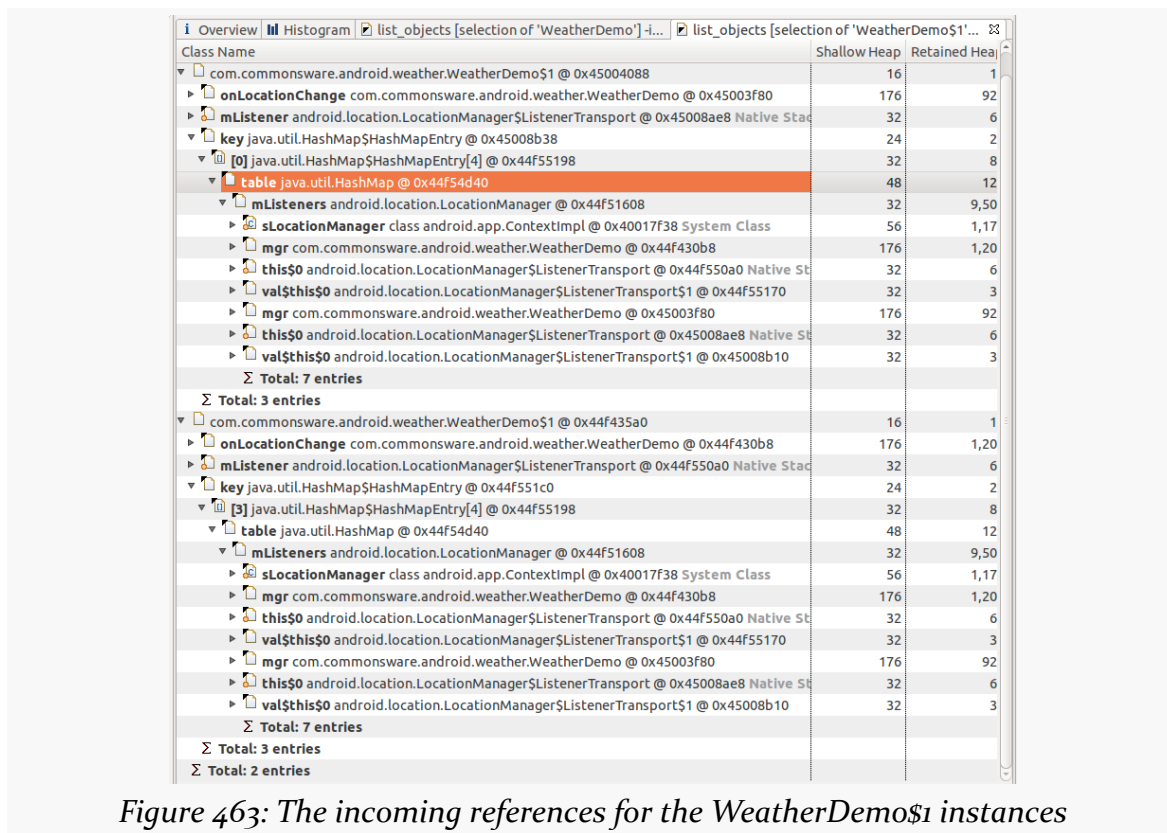 i Overview Histogram list_objects [selection of 'WeatherDemo'] -i... list_objects [selection of 'WeatherDemo$1'...
Class Name Shallow Heap Retained Hea
com.commonsware.android.weather.WeatherDemo$1 @ 0x45004088 16 1
onLocationChange com.commonsware.android.weather.WeatherDemo @ 0x45003f80 176 92
mListener android.location.LocationManager$ListenerTransport @ 0x45008ae8 Native Stac 32 6
key java.util.HashMap$HashMapEntry @ 0x45008b38 24 2
[0] java.util.HashMap$HashMapEntry[4] @ 0x44f55198 32 8
table java.util.HashMap @ 0x44f54d40 48 12
mListeners android.location.LocationManager @ 0x44f51608 32 9,50
sLocationManager class android.app.ContextImpl @ 0x40017f38 System Class 56 1,17
mgr com.commonsware.android.weather.WeatherDemo @ 0x44f430b8 176 1,20
this$0 android.location.LocationManager$ListenerTransport @ 0x44f550a0 Native St 32 6
val$this$0 android.location.LocationManager$ListenerTransport$1 @ 0x44f55170 32 3
mgr com.commonsware.android.weather.WeatherDemo @ 0x45003f80 176 92
this$0 android.location.LocationManager$ListenerTransport @ 0x45008ae8 Native St 32 6
val$this$0 android.location.LocationManager$ListenerTransport$1 @ 0x45008b10 32 3
Σ Total: 7 entries
Σ Total: 3 entries
com.commonsware.android.weather.WeatherDemo$1 @ 0x44f435a0 16 1
onLocationChange com.commonsware.android.weather.WeatherDemo @ 0x44f430b8 176 1,20
mListener android.location.LocationManager$ListenerTransport @ 0x44f550a0 Native Stac 32 6
key java.util.HashMap$HashMapEntry @ 0x44f551c0 24 2
[3] java.util.HashMap$HashMapEntry[4] @ 0x44f55198 32 8
table java.util.HashMap @ 0x44f54d40 48 12
mListeners android.location.LocationManager @ 0x44f51608 32 9,50
sLocationManager class android.app.ContextImpl @ 0x40017f38 System Class 56 1,17
mgr com.commonsware.android.weather.WeatherDemo @ 0x44f430b8 176 1,20
this$0 android.location.LocationManager$ListenerTransport @ 0x44f550a0 Native St 32 6
val$this$0 android.location.LocationManager$ListenerTransport$1 @ 0x44f55170 32 3
mgr com.commonsware.android.weather.WeatherDemo @ 0x45003f80 176 92
this$0 android.location.LocationManager$ListenerTransport @ 0x45008ae8 Native St 32 6
val$this$0 android.location.LocationManager$ListenerTransport$1 @ 0x45008b10 32 3
Σ Total: 7 entries
Σ Total: 3 entries
Σ Total: 2 entries
Figure 463: The incoming references for the WeatherDemo$1 instances